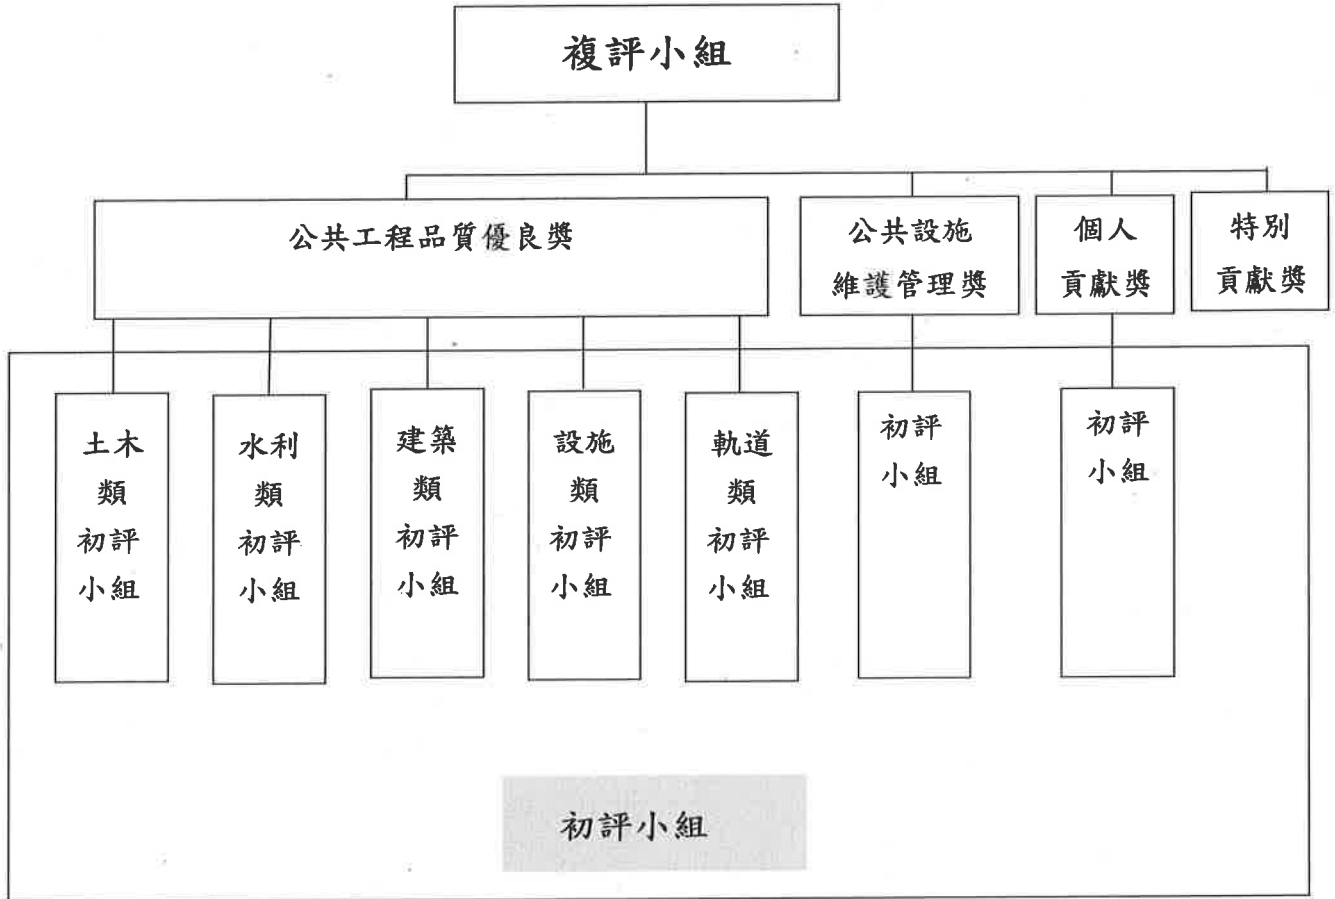 複評小組
公共工程品質優良獎
公共設施
維護管理獎
個人
貢獻獎
特別
貢獻獎
土木
類
初評
小組
水利
類
初評
小組
建築
類
初評
小組
設施
類
初評
小組
軌道
類
初評
小組
初評
小組
初評
小組
初評小組